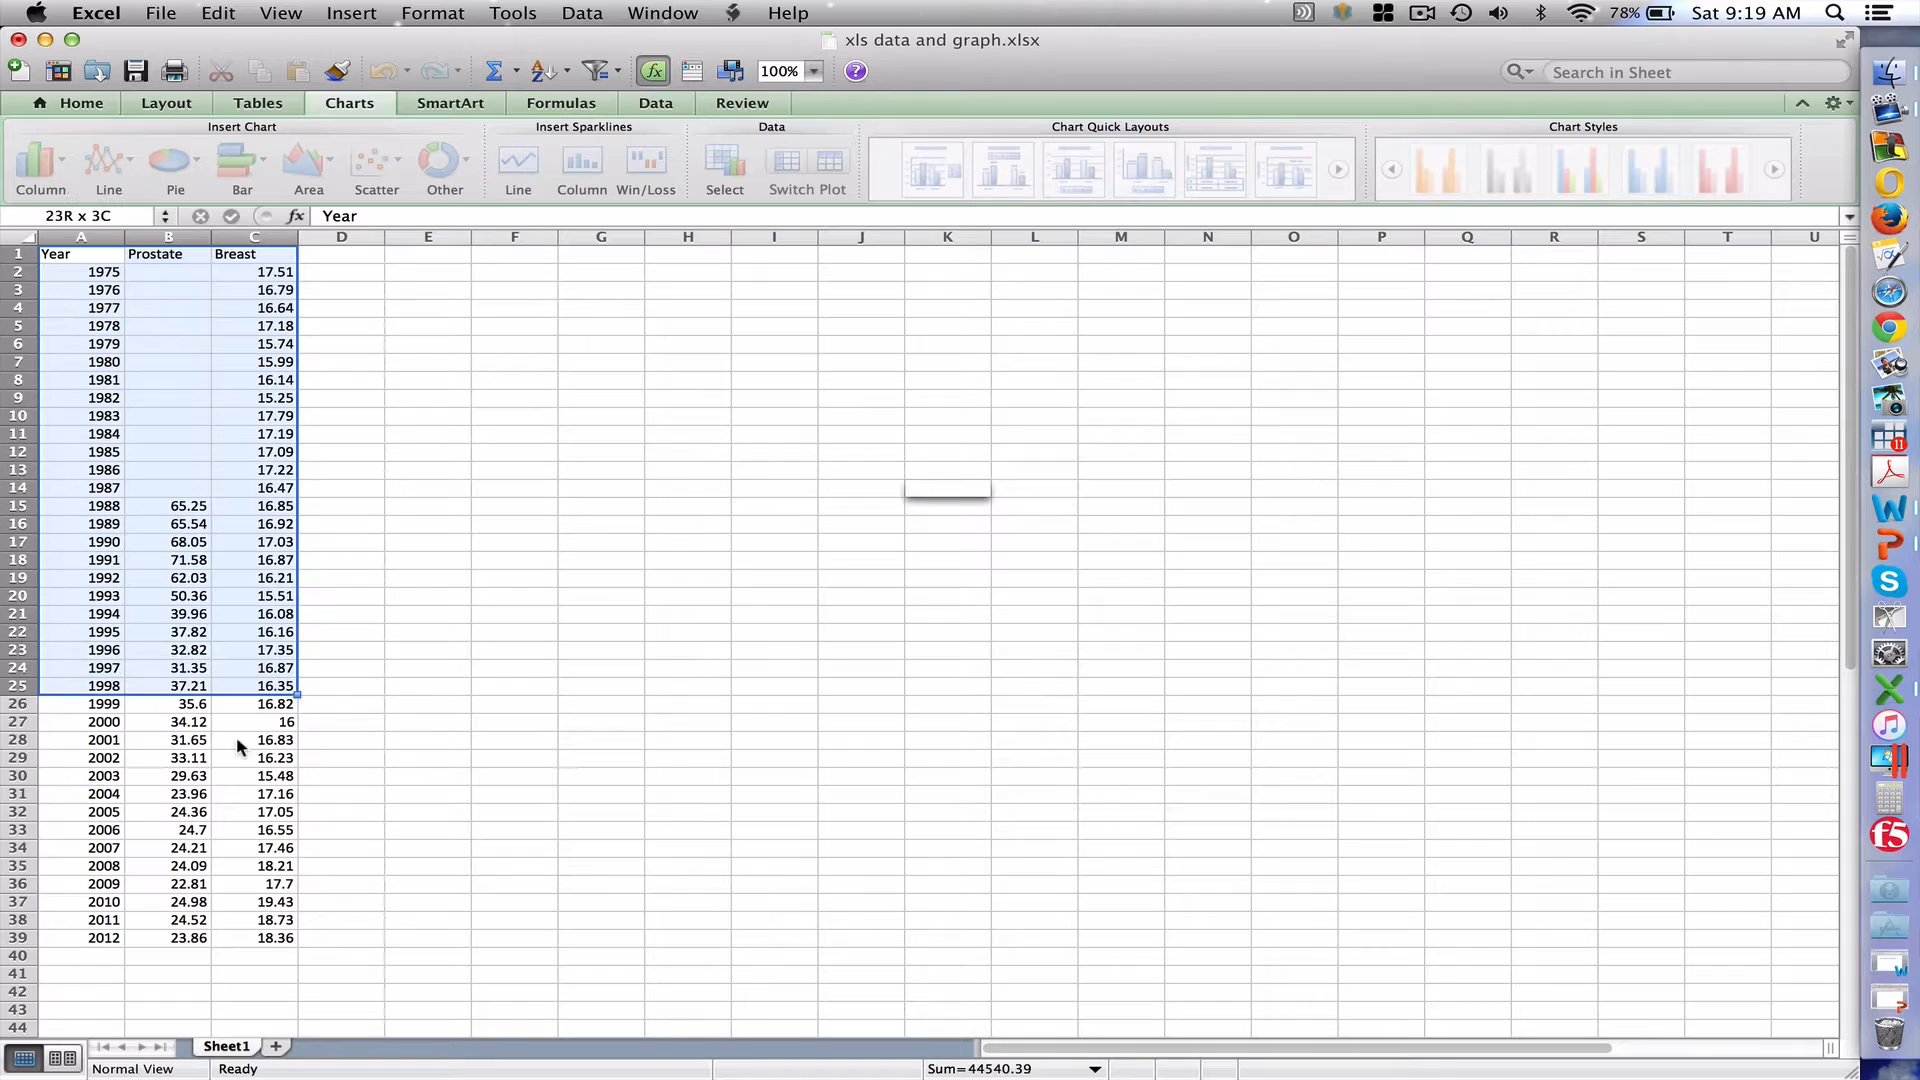 Excel File Edit View Insert Format Tools Data Window Help 78% Sat 9:19 AM
xls data and graph.xlsx
100% Search in Sheet
Home Layout Tables Charts SmartArt Formulas Data Review
Insert Chart Insert Sparklines Data Chart Quick Layouts Chart Styles
Column Line Pie Bar Area Scatter Other Line Column Win/Loss Select Switch Plot
23R x 3C fx Year
A B C D E F G H I J K L M N O P Q R S T U
1 Year Prostate Breast
2 1975 17.51
3 1976 16.79
4 1977 16.64
5 1978 17.18
6 1979 15.74
7 1980 15.99
8 1981 16.14
9 1982 15.25
10 1983 17.79
11 1984 17.19
12 1985 17.09
13 1986 17.22
14 1987 16.47
15 1988 65.25 16.85
16 1989 65.54 16.92
17 1990 68.05 17.03
18 1991 71.58 16.87
19 1992 62.03 16.21
20 1993 50.36 15.51
21 1994 39.96 16.08
22 1995 37.82 16.16
23 1996 32.82 17.35
24 1997 31.35 16.87
25 1998 37.21 16.35
26 1999 35.6 16.82
27 2000 34.12 16
28 2001 31.65 16.83
29 2002 33.11 16.23
30 2003 29.63 15.48
31 2004 23.96 17.16
32 2005 24.36 17.05
33 2006 24.7 16.55
34 2007 24.21 17.46
35 2008 24.09 18.21
36 2009 22.81 17.7
37 2010 24.98 19.43
38 2011 24.52 18.73
39 2012 23.86 18.36
40
41
42
43
44
Sheet1
Normal View Ready Sum=44540.39
11
f5